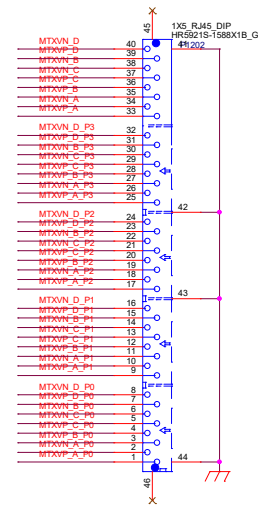 45
1X5_RJ45_DIP
HR5921S-1588X1B_G
P1202
41
MTXVN_D 40
MTXVP_D 39
MTXVN_B 38
MTXVN_C 37
MTXVP_C 36
MTXVP_B 35
MTXVN_A 34
MTXVP_A 33
MTXVN_D_P3 32
MTXVP_D_P3 31
MTXVN_B_P3 30
MTXVN_C_P3 29
MTXVP_C_P3 28
MTXVP_B_P3 27
MTXVN_A_P3 26
MTXVP_A_P3 25
42
MTXVN_D_P2 24
MTXVP_D_P2 23
MTXVN_B_P2 22
MTXVN_C_P2 21
MTXVP_C_P2 20
MTXVP_B_P2 19
MTXVN_A_P2 18
MTXVP_A_P2 17
43
MTXVN_D_P1 16
MTXVP_D_P1 15
MTXVN_B_P1 14
MTXVN_C_P1 13
MTXVP_C_P1 12
MTXVP_B_P1 11
MTXVN_A_P1 10
MTXVP_A_P1 9
MTXVN_D_P0 8
MTXVP_D_P0 7
MTXVN_B_P0 6
MTXVN_C_P0 5
MTXVP_C_P0 4
MTXVP_B_P0 3
MTXVN_A_P0 2
MTXVP_A_P0 1
44
46